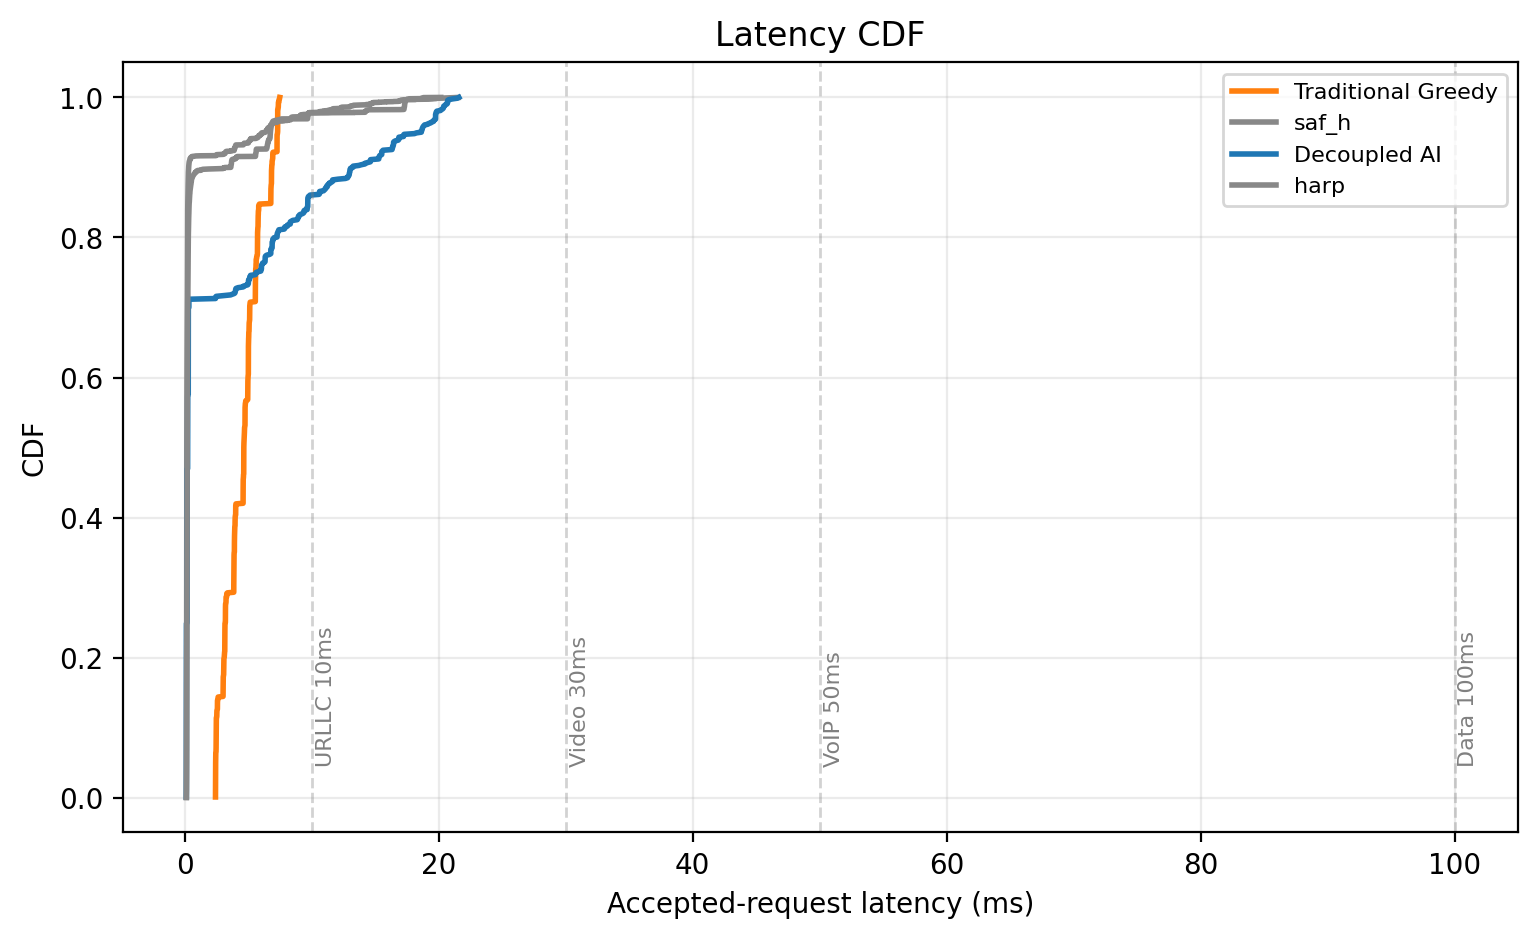 Latency CDF
Traditional Greedy
saf_h
Decoupled AI
harp
1.0
0.8
0.6
0.4
0.2
0.0
CDF
URLLC 10ms
Video 30ms
VoIP 50ms
Data 100ms
0
20
40
60
80
100
Accepted-request latency (ms)